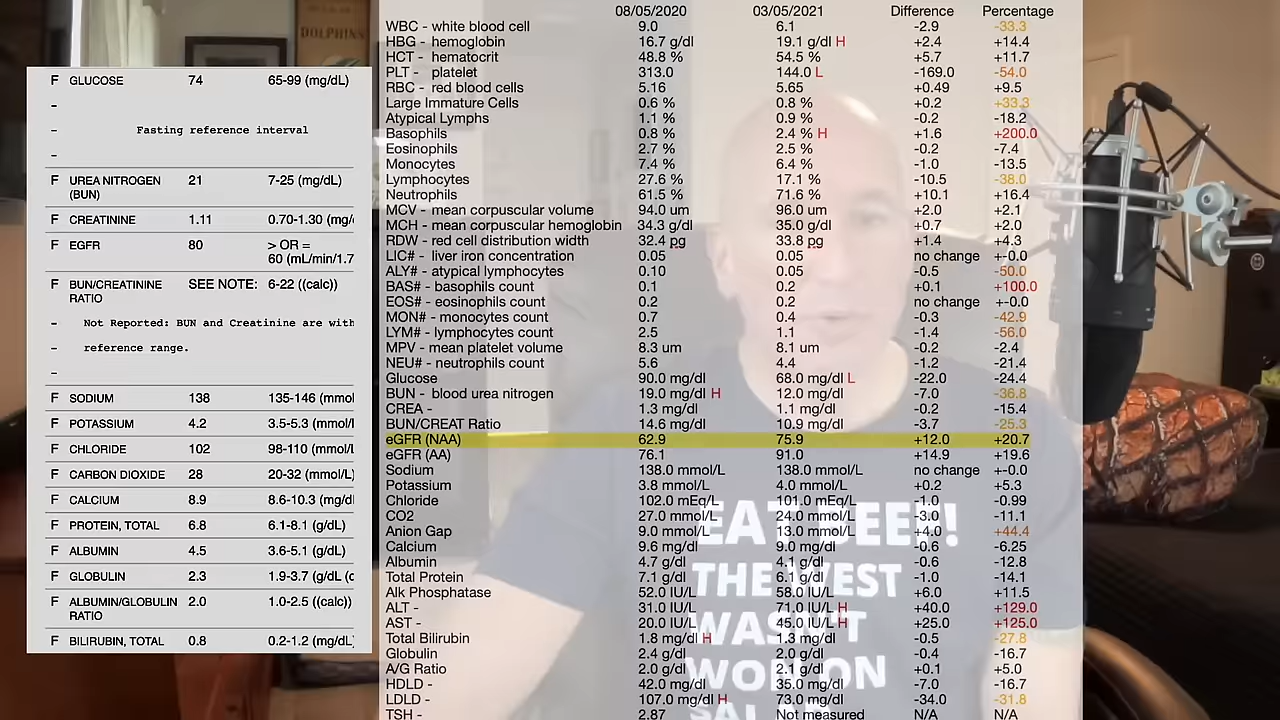 DOLPHINS
F GLUCOSE 74 65-99 (mg/dL)
-
- Fasting reference interval
-
F UREA NITROGEN (BUN) 21 7-25 (mg/dL)
F CREATININE 1.11 0.70-1.30 (mg/
F EGFR 80 > OR = 60 (mL/min/1.7
F BUN/CREATININE RATIO SEE NOTE: 6-22 ((calc)
- Not Reported: BUN and Creatinine are with
- reference range.
-
F SODIUM 138 135-146 (mmol
F POTASSIUM 4.2 3.5-5.3 (mmol/
F CHLORIDE 102 98-110 (mmol/
F CARBON DIOXIDE 28 20-32 (mmol/L)
F CALCIUM 8.9 8.6-10.3 (mg/d
F PROTEIN, TOTAL 6.8 6.1-8.1 (g/dL)
F ALBUMIN 4.5 3.6-5.1 (g/dL)
F GLOBULIN 2.3 1.9-3.7 (g/dL (c
F ALBUMIN/GLOBULIN RATIO 2.0 1.0-2.5 ((calc)
F BILIRUBIN, TOTAL 0.8 0.2-1.2 (mg/dL
08/05/2020 03/05/2021 Difference Percentage
WBC - white blood cell 9.0 6.1 -2.9 -33.3
HBG - hemoglobin 16.7 g/dl 19.1 g/dl H +2.4 +14.4
HCT - hematocrit 48.8 % 54.5 % +5.7 +11.7
PLT - platelet 313.0 144.0 L -169.0 -54.0
RBC - red blood cells 5.16 5.65 +0.49 +9.5
Large Immature Cells 0.6 % 0.8 % +0.2 +33.3
Atypical Lymphs 1.1 % 0.9 % -0.2 -18.2
Basophils 0.8 % 2.4 % H +1.6 +200.0
Eosinophils 2.7 % 2.5 % -0.2 -7.4
Monocytes 7.4 % 6.4 % -1.0 -13.5
Lymphocytes 27.6 % 17.1 % -10.5 -38.0
Neutrophils 61.5 % 71.6 % +10.1 +16.4
MCV - mean corpuscular volume 94.0 um 96.0 um +2.0 +2.1
MCH - mean corpuscular hemoglobin 34.3 g/dl 35.0 g/dl +0.7 +2.0
RDW - red cell distribution width 32.4 pg 33.8 pg +1.4 +4.3
LIC# - liver iron concentration 0.05 0.05 no change +-0.0
ALY# - atypical lymphocytes 0.10 0.05 -0.5 -50.0
BAS# - basophils count 0.1 0.2 +0.1 +100.0
EOS# - eosinophils count 0.2 0.2 no change +-0.0
MON# - monocytes count 0.7 0.4 -0.3 -42.9
LYM# - lymphocytes count 2.5 1.1 -1.4 -56.0
MPV - mean platelet volume 8.3 um 8.1 um -0.2 -2.4
NEU# - neutrophils count 5.6 4.4 -1.2 -21.4
Glucose 90.0 mg/dl 68.0 mg/dl L -22.0 -24.4
BUN - blood urea nitrogen 19.0 mg/dl H 12.0 mg/dl -7.0 -36.8
CREA - 1.3 mg/dl 1.1 mg/dl -0.2 -15.4
BUN/CREAT Ratio 14.6 mg/dl 10.9 mg/dl -3.7 -25.3
eGFR (NAA) 62.9 75.9 +12.0 +20.7
eGFR (AA) 76.1 91.0 +14.9 +19.6
Sodium 138.0 mmol/L 138.0 mmol/L no change +-0.0
Potassium 3.8 mmol/L 4.0 mmol/L +0.2 +5.3
Chloride 102.0 mEq/L 101.0 mEq/L -1.0 -0.99
CO2 27.0 mmol/L 24.0 mmol/L -3.0 -11.1
Anion Gap 9.0 mmol/L 13.0 mmol/L +4.0 +44.4
Calcium 9.6 mg/dl 9.0 mg/dl -0.6 -6.25
Albumin 4.7 g/dl 4.1 g/dl -0.6 -12.8
Total Protein 7.1 g/dl 6.1 g/dl -1.0 -14.1
Alk Phosphatase 52.0 IU/L 58.0 IU/L +6.0 +11.5
ALT - 31.0 IU/L 71.0 IU/L H +40.0 +129.0
AST - 20.0 IU/L 45.0 IU/L H +25.0 +125.0
Total Bilirubin 1.8 mg/dl H 1.3 mg/dl -0.5 -27.8
Globulin 2.4 g/dl 2.0 g/dl -0.4 -16.7
A/G Ratio 2.0 g/dl 2.1 g/dl +0.1 +5.0
HDLD - 42.0 mg/dl 35.0 mg/dl -7.0 -16.7
LDLD - 107.0 mg/dl H 73.0 mg/dl -34.0 -31.8
TSH - 2.87 Not measured N/A N/A
EAT BEEF!
THE WEST
WASN'T
WON ON
SALAD